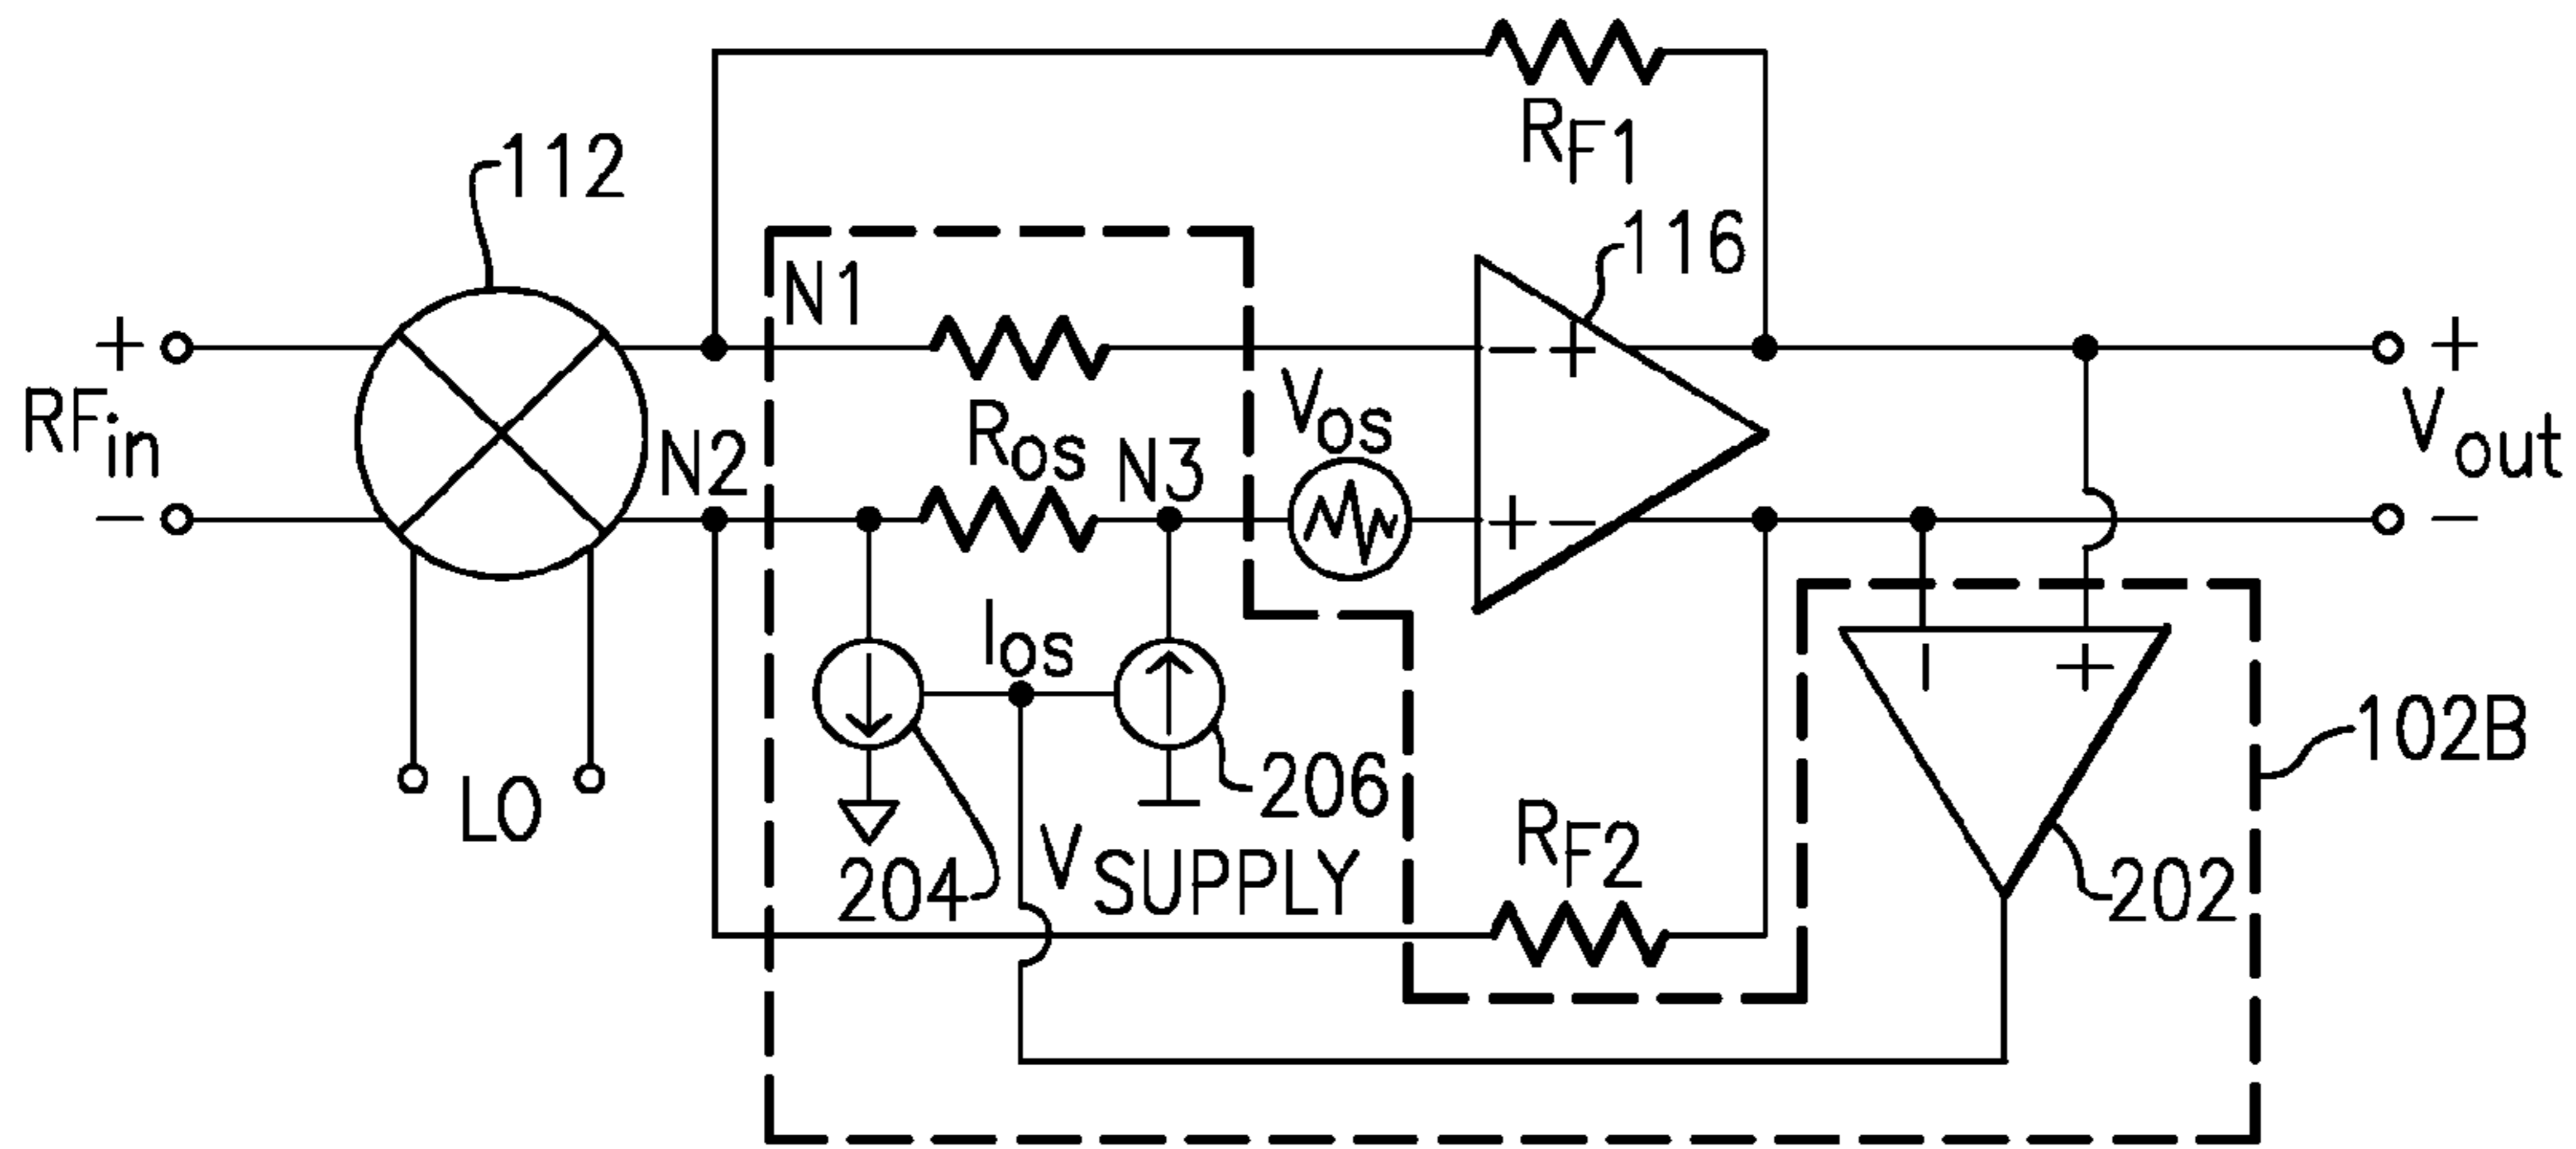 RF1
112
116
N1
+
- +
+
RFin
Ros
Vos
Vout
N2
N3
-
+ -
-
Ios
- +
102B
LO
206
204
VSUPPLY
RF2
202